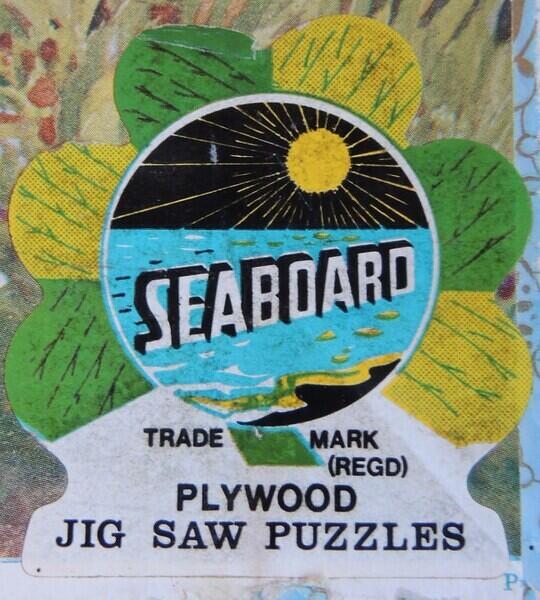 SEABOARD
TRADE MARK
(REGD)
PLYWOOD
JIG SAW PUZZLES
P